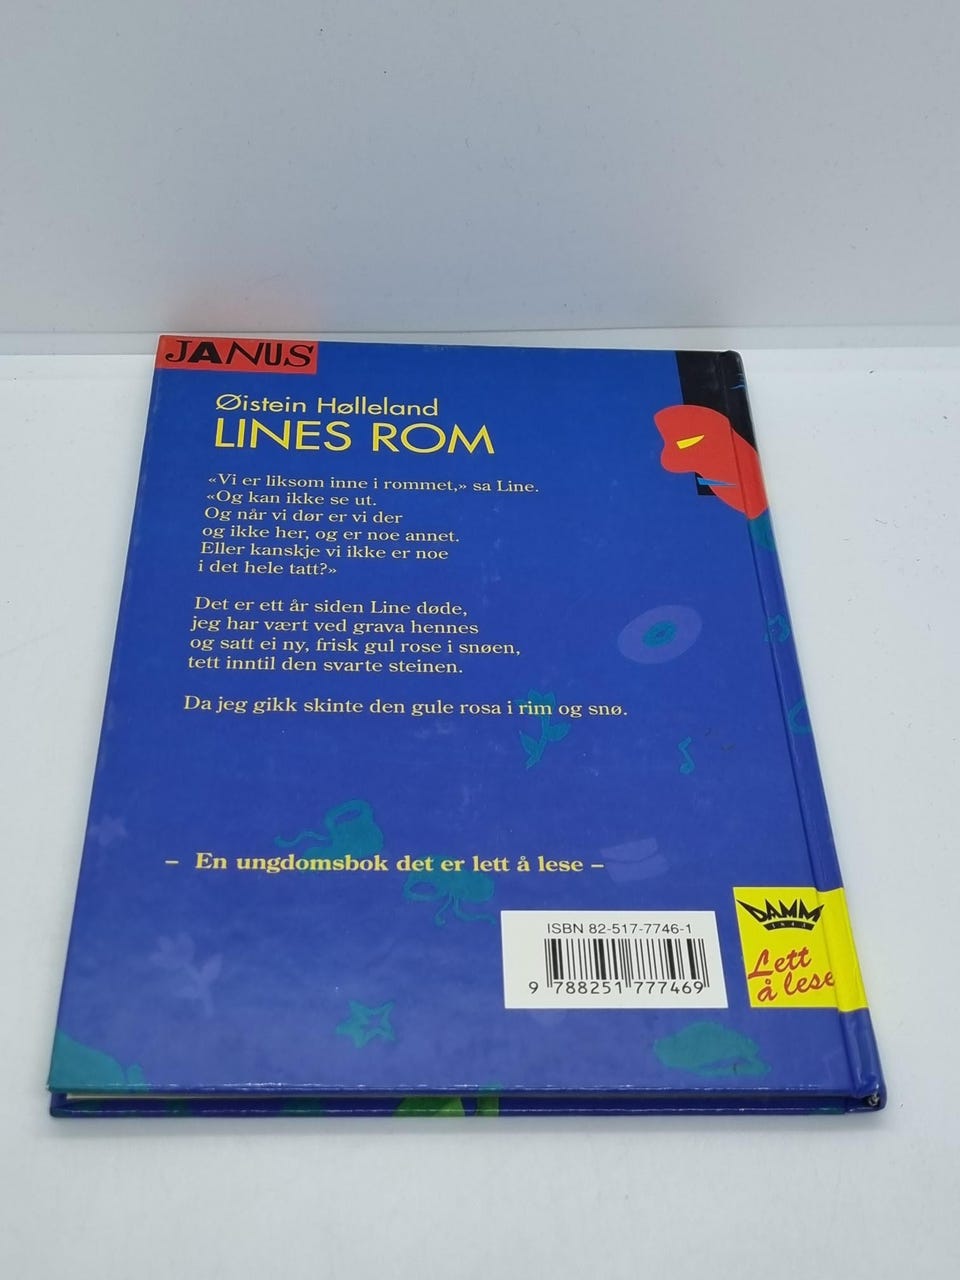 JANUS
Øistein Hølleland
LINES ROM
«Vi er liksom inne i rommet,» sa Line.
«Og kan ikke se ut.
Og når vi dør er vi der
og ikke her, og er noe annet.
Eller kanskje vi ikke er noe
i det hele tatt?»
Det er ett år siden Line døde,
jeg har vært ved grava hennes
og satt ei ny, frisk gul rose i snøen,
tett inntil den svarte steinen.
Da jeg gikk skinte den gule rosa i rim og snø.
– En ungdomsbok det er lett å lese –
ISBN 82-517-7746-1
9 788251 777469
DAMM
1843
Lett
å lese